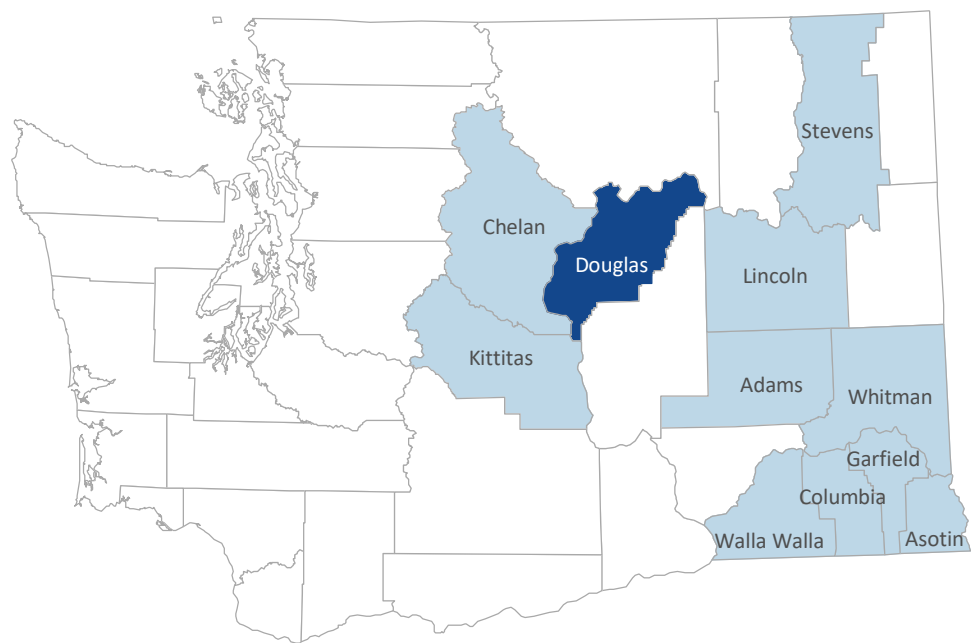 Stevens
Chelan
Douglas
Lincoln
Kittitas
Adams
Whitman
Garfield
Columbia
Walla Walla
Asotin